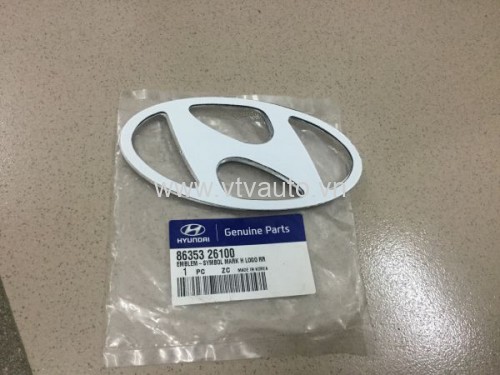 http://www.vtvauto.vn
HYUNDAI
Genuine Parts
86353 26100
EMBLEM-SYMBOL MARK H LOGO RR
1 PC ZC MADE IN KOREA